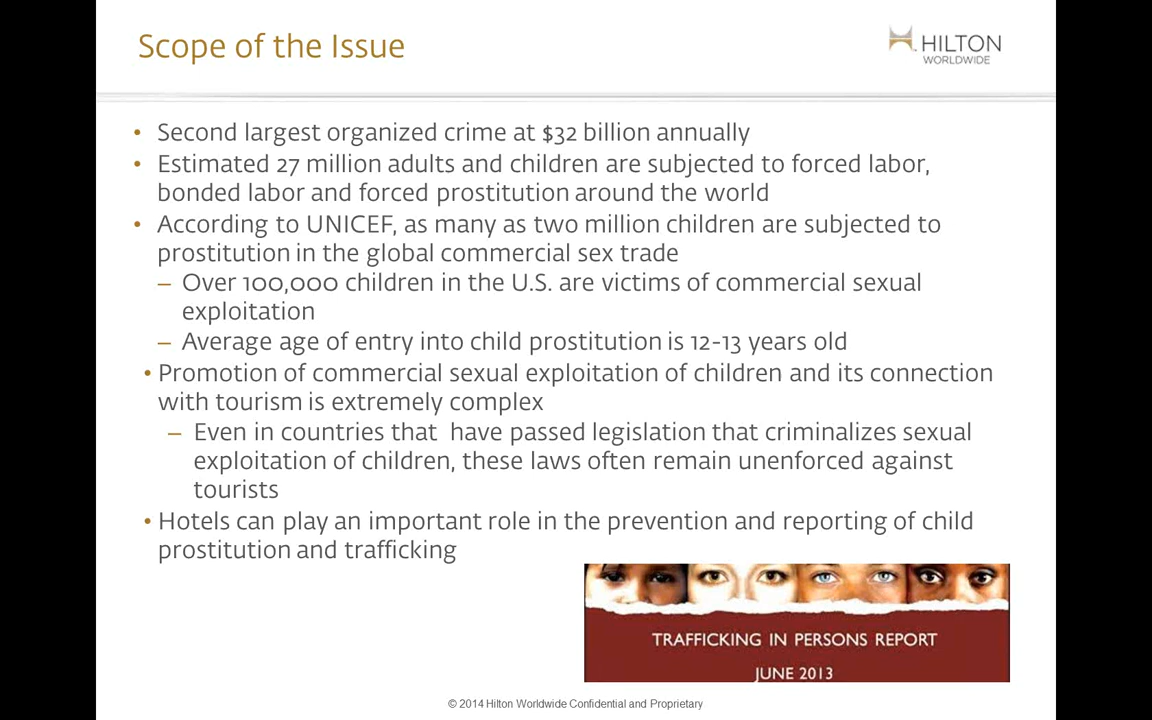 Scope of the Issue
HILTON
WORLDWIDE
• Second largest organized crime at $32 billion annually
• Estimated 27 million adults and children are subjected to forced labor,
bonded labor and forced prostitution around the world
• According to UNICEF, as many as two million children are subjected to
prostitution in the global commercial sex trade
– Over 100,000 children in the U.S. are victims of commercial sexual
exploitation
– Average age of entry into child prostitution is 12-13 years old
• Promotion of commercial sexual exploitation of children and its connection
with tourism is extremely complex
– Even in countries that have passed legislation that criminalizes sexual
exploitation of children, these laws often remain unenforced against
tourists
• Hotels can play an important role in the prevention and reporting of child
prostitution and trafficking
TRAFFICKING IN PERSONS REPORT
JUNE 2013
© 2014 Hilton Worldwide Confidential and Proprietary